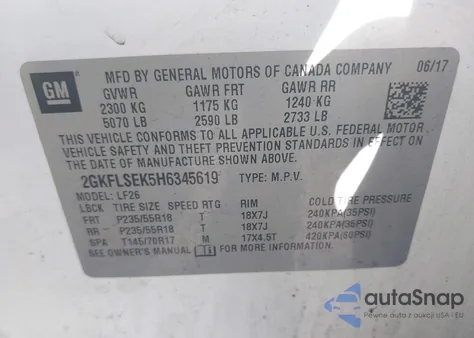 GM
MFD BY GENERAL MOTORS OF CANADA COMPANY 06/17
GVWR GAWR FRT GAWR RR
2300 KG 1175 KG 1240 KG
5070 LB 2590 LB 2733 LB
THIS VEHICLE CONFORMS TO ALL APPLICABLE U.S. FEDERAL MOTOR
VEHICLE SAFETY AND THEFT PREVENTION STANDARDS IN EFFECT ON
THE DATE OF MANUFACTURE SHOWN ABOVE.
2GKFLSEK5H6345619 TYPE: M.P.V.
MODEL: LF26
LBCK TIRE SIZE SPEED RTG RIM COLD TIRE PRESSURE
FRT P235/55R18 T 18X7J 240KPA(35PSI)
RR P235/55R18 T 18X7J 240KPA(35PSI)
SPA T145/70R17 M 17X4.5T 420KPA(60PSI)
SEE OWNER'S MANUAL
autoSnap